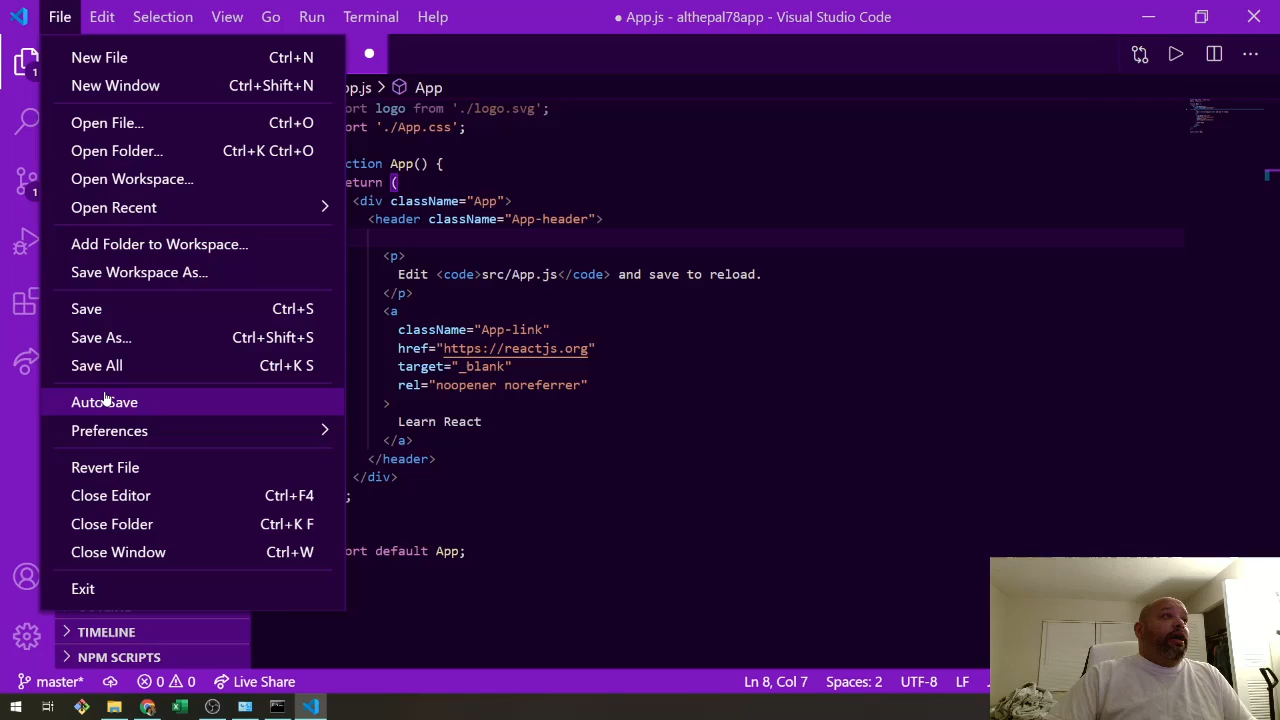 File Edit Selection View Go Run Terminal Help ● App.js - althepal78app - Visual Studio Code
New File Ctrl+N
New Window Ctrl+Shift+N
Open File... Ctrl+O
Open Folder... Ctrl+K Ctrl+O
Open Workspace...
Open Recent
Add Folder to Workspace...
Save Workspace As...
Save Ctrl+S
Save As... Ctrl+Shift+S
Save All Ctrl+K S
Auto Save
Preferences
Revert File
Close Editor Ctrl+F4
Close Folder Ctrl+K F
Close Window Ctrl+W
Exit
1
1
pp.js > App
ort logo from './logo.svg';
ort './App.css';
ction App() {
eturn (
<div className="App">
<header className="App-header">
<p>
Edit <code>src/App.js</code> and save to reload.
</p>
<a
className="App-link"
href="https://reactjs.org"
target="_blank"
rel="noopener noreferrer"
>
Learn React
</a>
</header>
</div>
;
ort default App;
TIMELINE
NPM SCRIPTS
master* 0 0 Live Share Ln 8, Col 7 Spaces: 2 UTF-8 LF